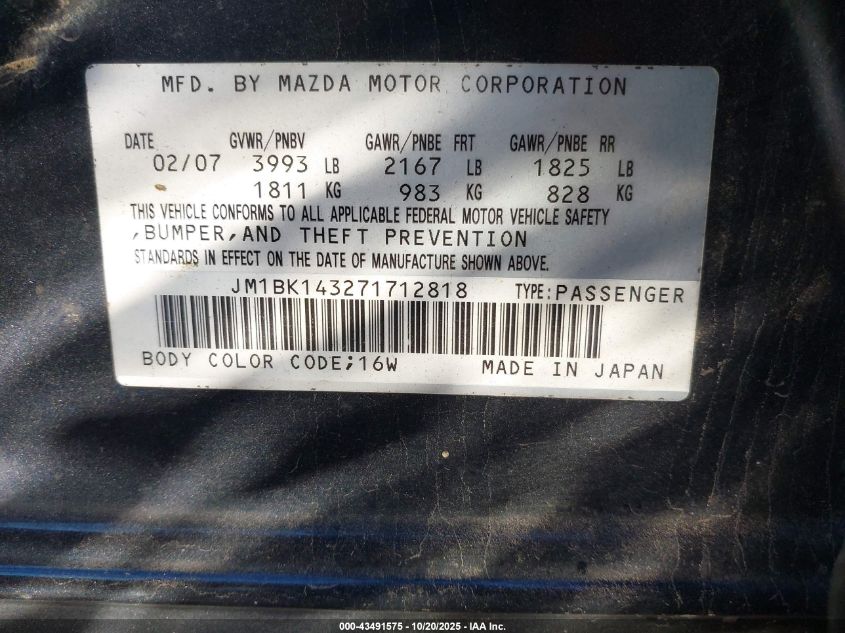 MFD. BY MAZDA MOTOR CORPORATION
DATE GVWR/PNBV GAWR/PNBE FRT GAWR/PNBE RR
02/07 3993 LB 2167 LB 1825 LB
1811 KG 983 KG 828 KG
THIS VEHICLE CONFORMS TO ALL APPLICABLE FEDERAL MOTOR VEHICLE SAFETY
,BUMPER,AND THEFT PREVENTION
STANDARDS IN EFFECT ON THE DATE OF MANUFACTURE SHOWN ABOVE.
JM1BK143271712818 TYPE:PASSENGER
BODY COLOR CODE;16W MADE IN JAPAN
000-43491575 - 10/20/2025 - IAA Inc.